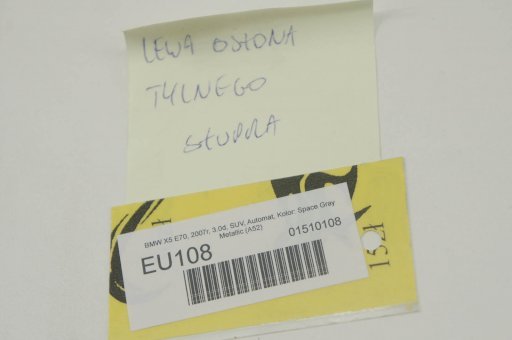 LEWA OSŁONA
TYLNEGO
SŁUPKA
BMW X5 E70, 2007r, 3.0d, SUV, Automat, Kolor: Space Gray
Metallic (A52)
EU108
01510108
1521